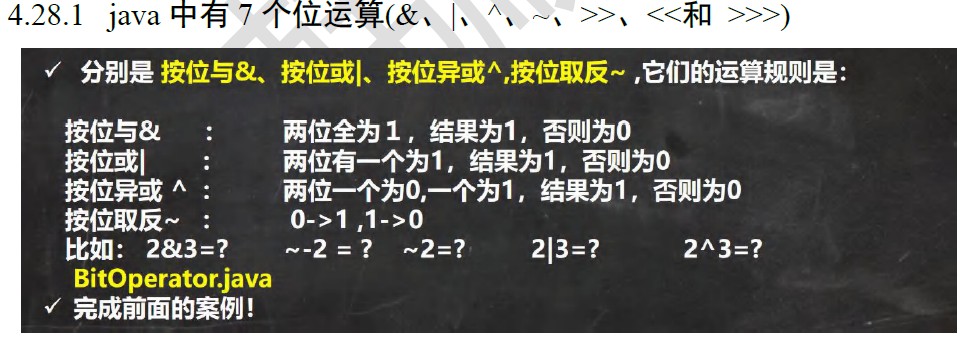 4.28.1 java 中有 7 个位运算(&、|、^、~、>>、<<和 >>>)
✓ 分别是 按位与&、按位或|、按位异或^,按位取反~ ,它们的运算规则是：
按位与& ： 两位全为１，结果为1，否则为0
按位或| ： 两位有一个为1，结果为1，否则为0
按位异或 ^ ： 两位一个为0,一个为1，结果为1，否则为0
按位取反~ ： 0->1 ,1->0
比如： 2&3=? ~-2 = ? ~2=? 2|3=? 2^3=?
BitOperator.java
✓ 完成前面的案例！